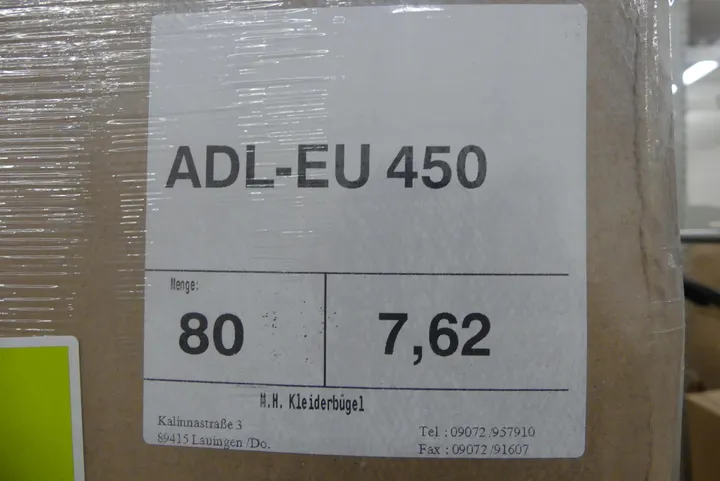 ADL-EU 450
Menge:
80
7,62
M.H. Kleiderbügel
Kalinnastraße 3
89415 Lauingen /Do.
Tel : 09072 /957910
Fax : 09072 /91607